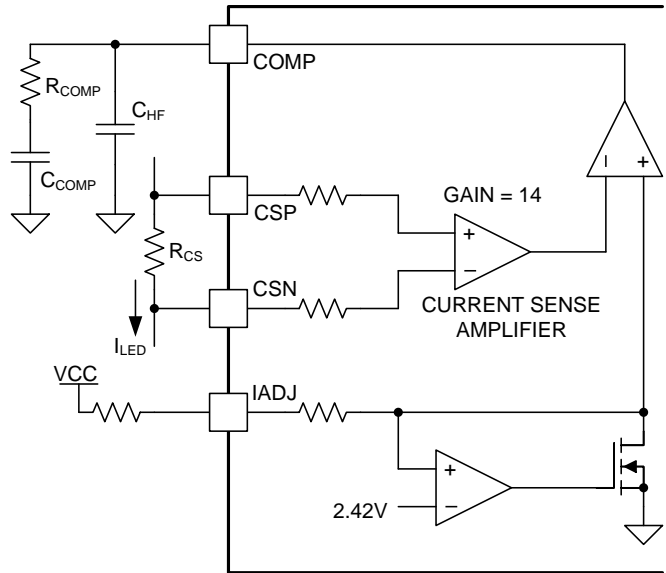 COMP
R_COMP
C_HF
C_COMP
CSP
GAIN = 14
R_CS
CSN
CURRENT SENSE
AMPLIFIER
I_LED
VCC
IADJ
2.42V
+
−
+
−
+
−